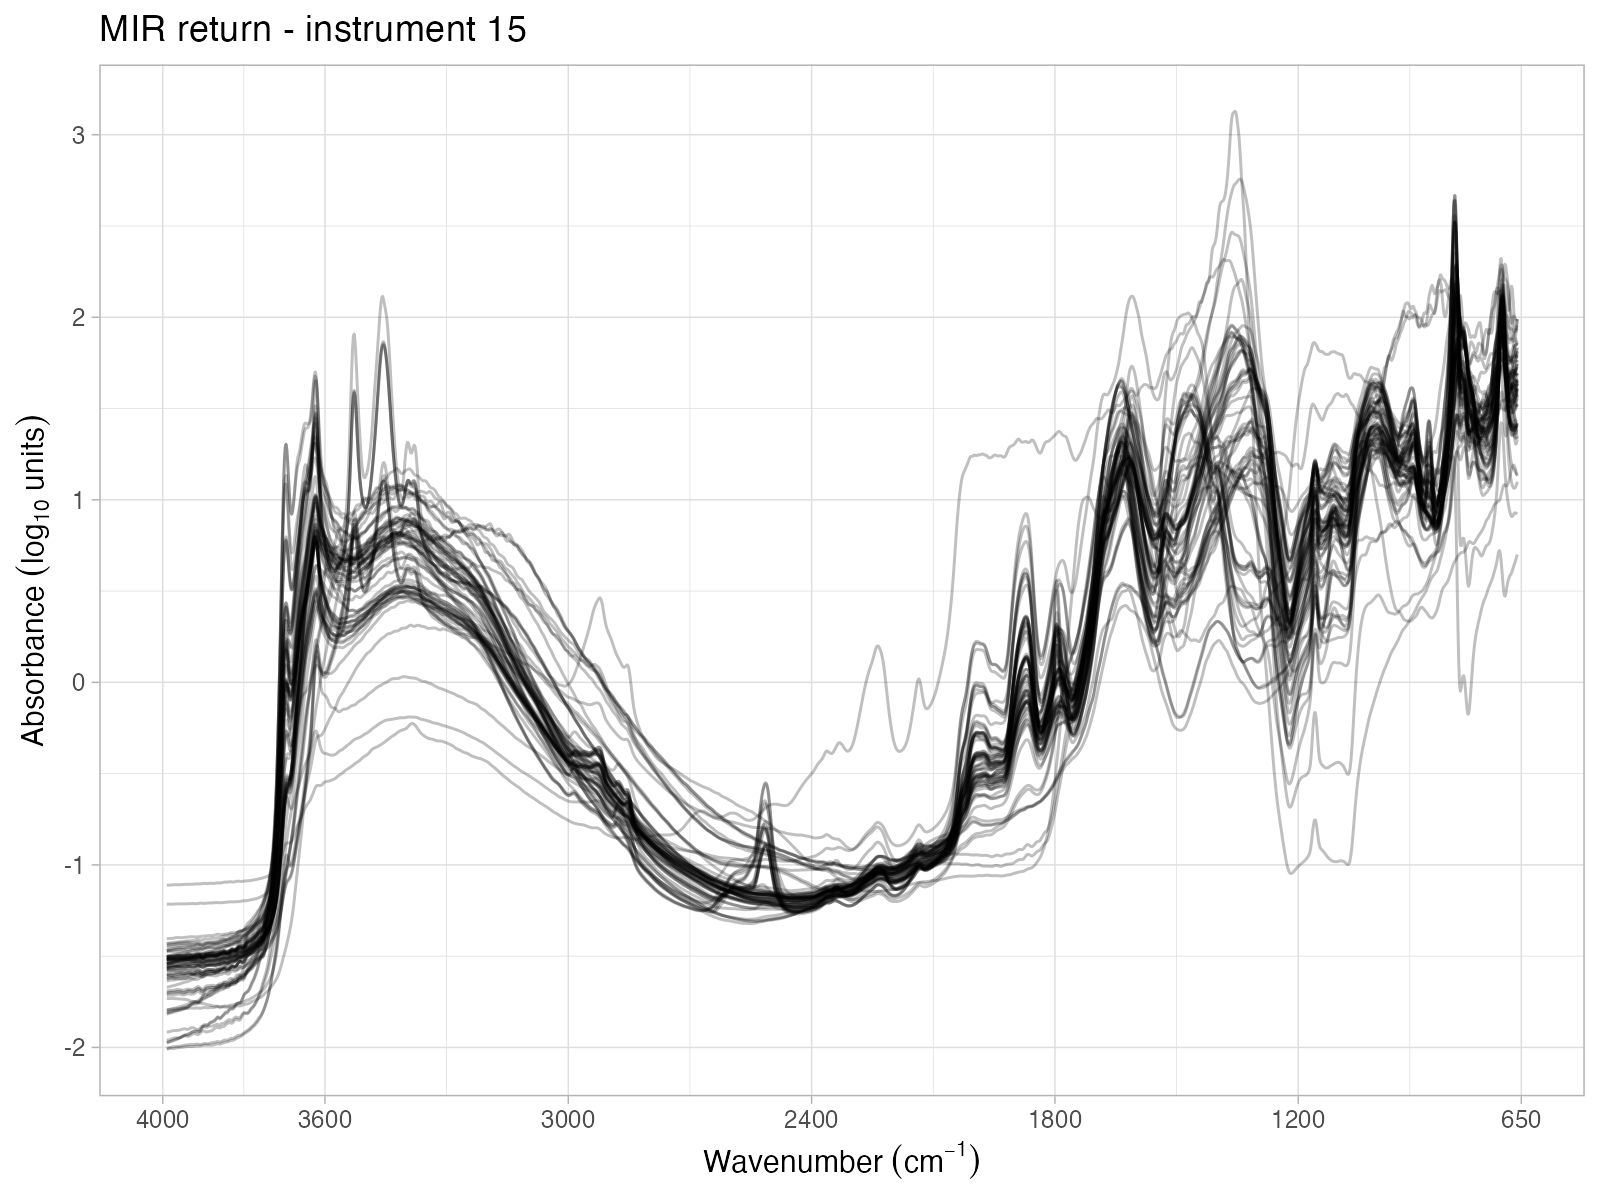 MIR return - instrument 15
Absorbance (log₁₀ units)
3
2
1
0
-1
-2
4000 3600 3000 2400 1800 1200 650
Wavenumber (cm⁻¹)